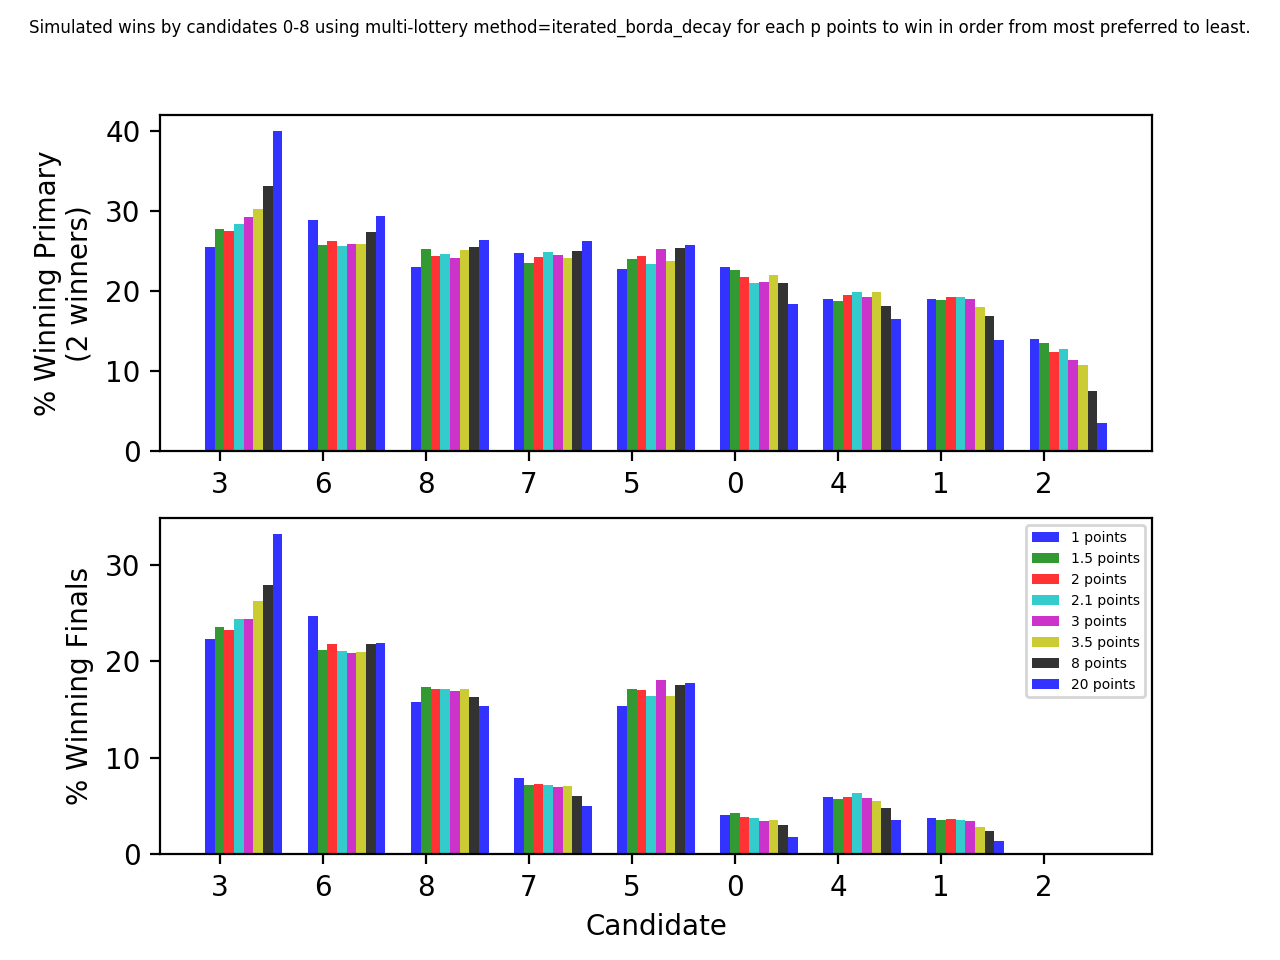 Simulated wins by candidates 0-8 using multi-lottery method=iterated_borda_decay for each p points to win in order from most preferred to least.
% Winning Primary
(2 winners)
40
30
20
10
0
3 6 8 7 5 0 4 1 2
% Winning Finals
30
20
10
0
1 points
1.5 points
2 points
2.1 points
3 points
3.5 points
8 points
20 points
3 6 8 7 5 0 4 1 2
Candidate